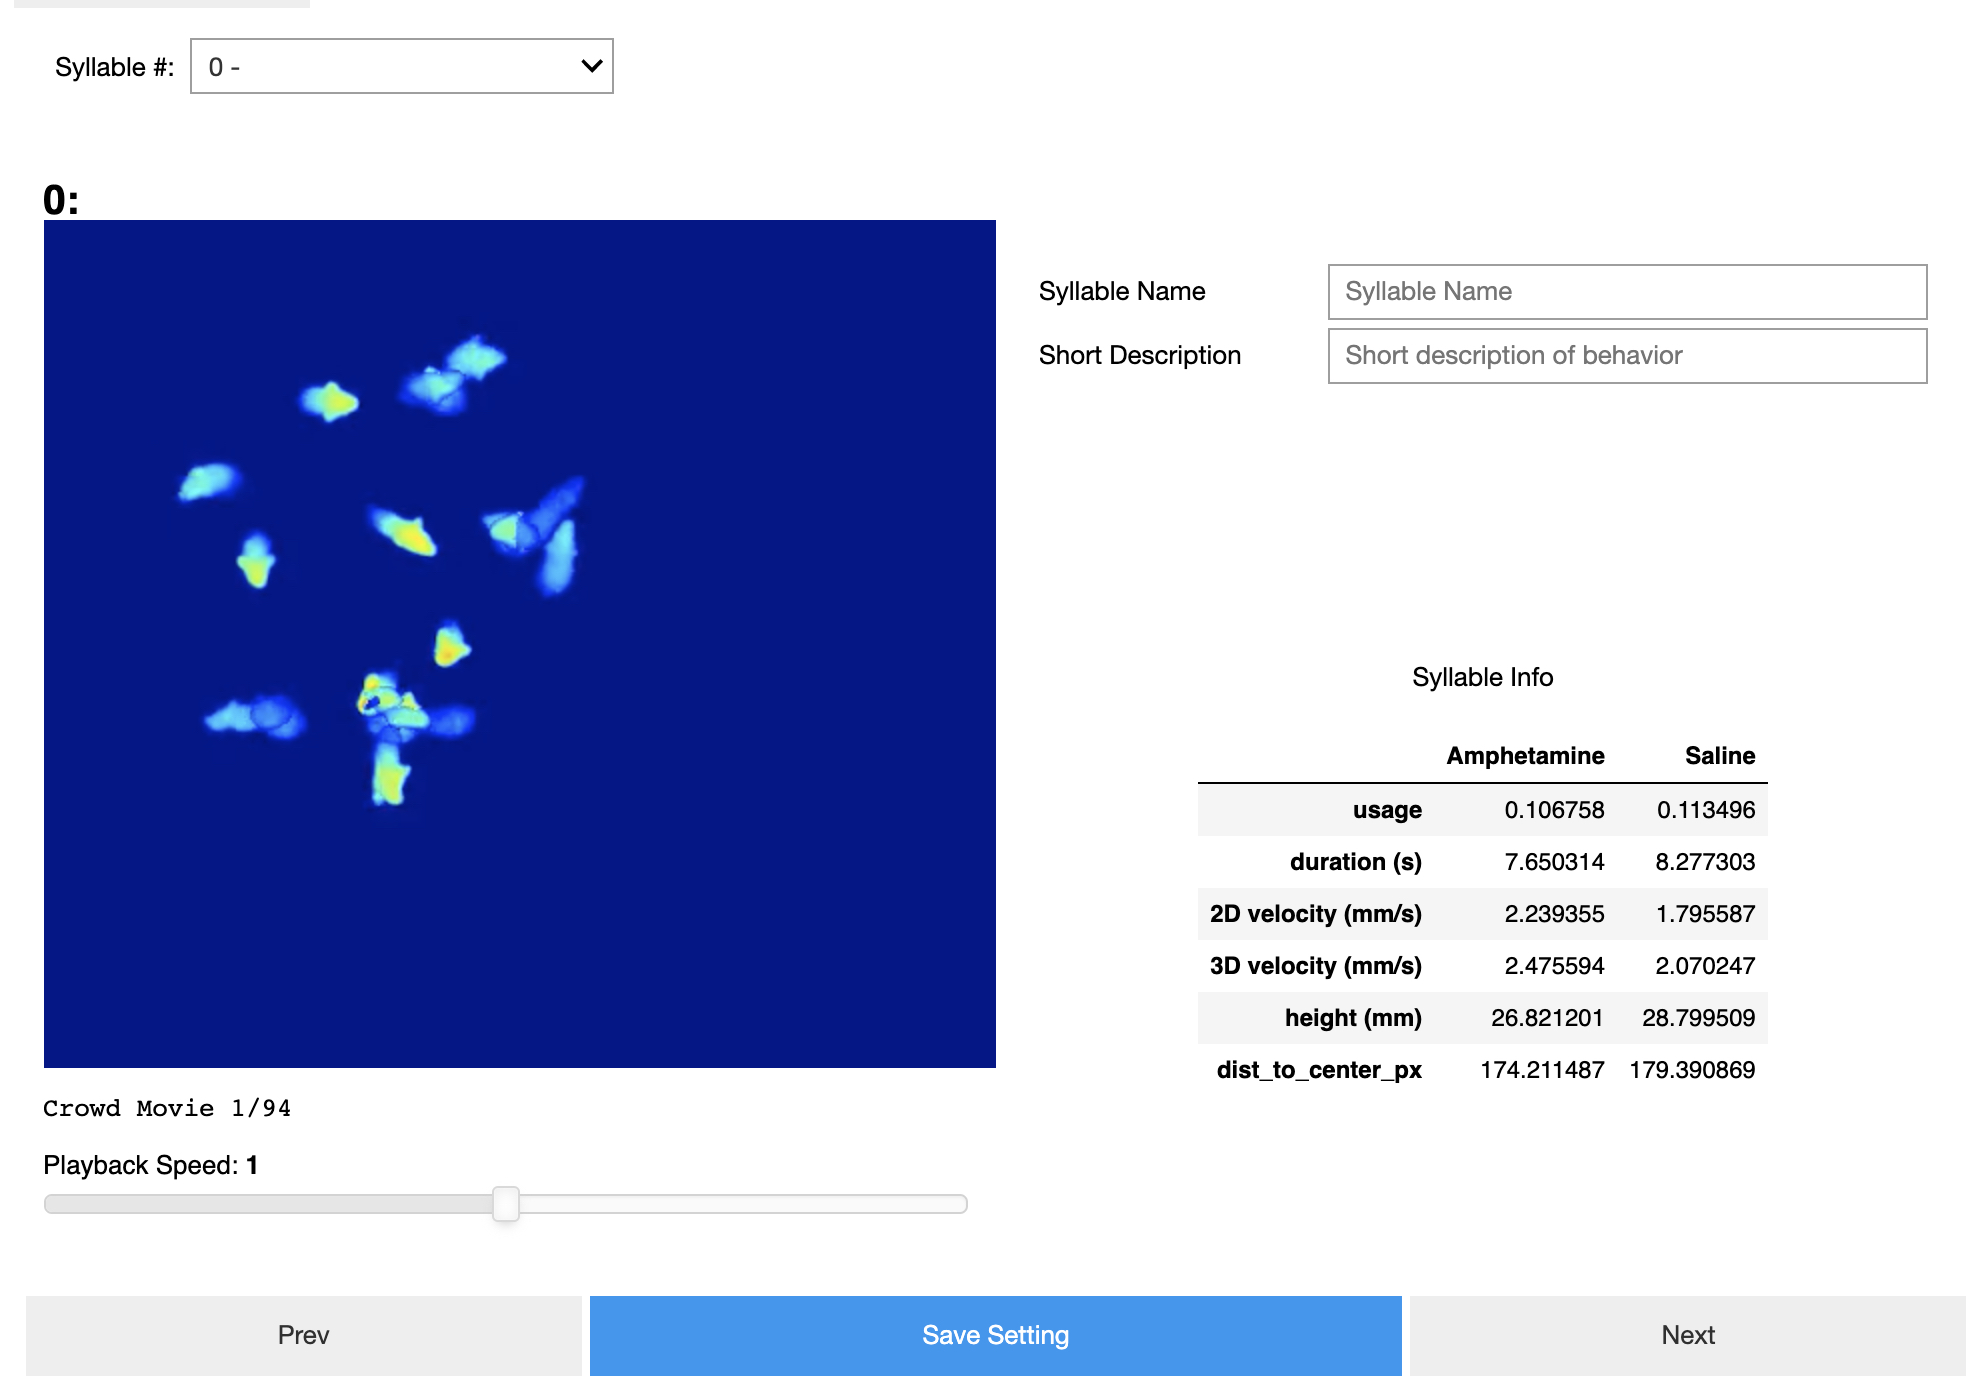 Syllable #: 0 -
0:
Syllable Name Syllable Name
Short Description Short description of behavior
Syllable Info
Amphetamine Saline
usage 0.106758 0.113496
duration (s) 7.650314 8.277303
2D velocity (mm/s) 2.239355 1.795587
3D velocity (mm/s) 2.475594 2.070247
height (mm) 26.821201 28.799509
dist_to_center_px 174.211487 179.390869
Crowd Movie 1/94
Playback Speed: 1
Prev Save Setting Next